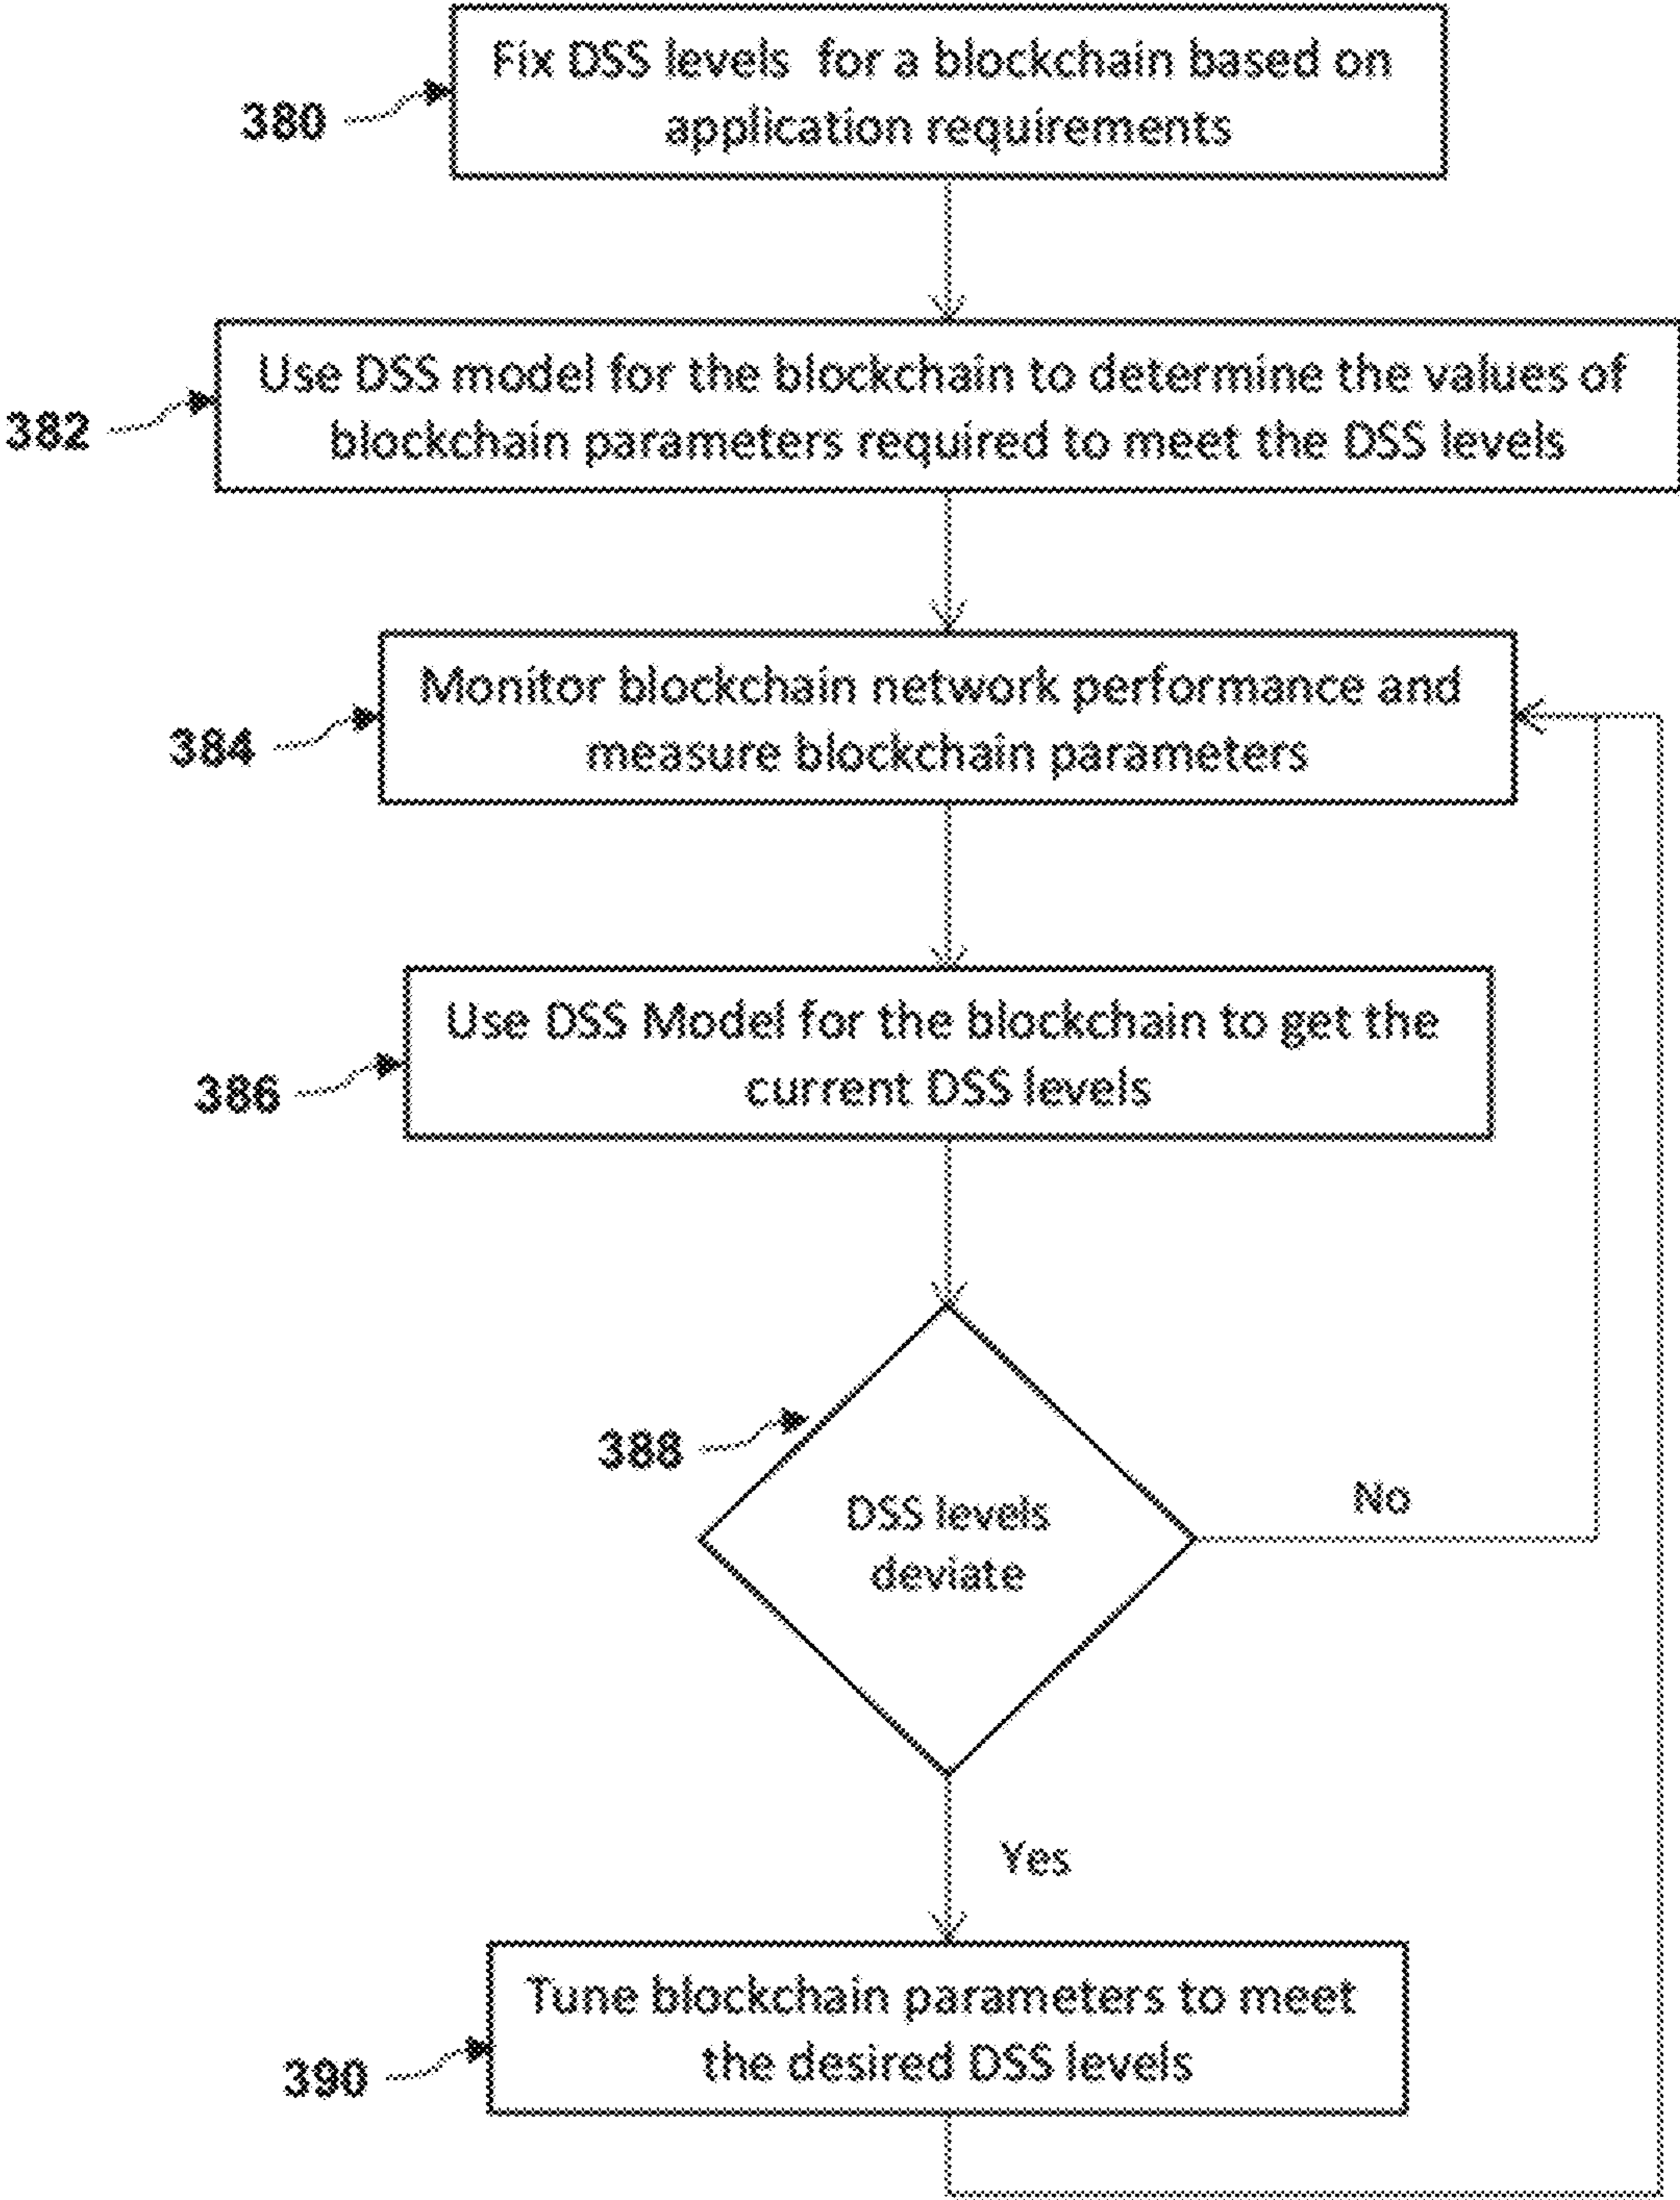 Fix DSS levels for a blockchain based on
application requirements
380
Use DSS model for the blockchain to determine the values of
blockchain parameters required to meet the DSS levels
382
Monitor blockchain network performance and
measure blockchain parameters
384
Use DSS Model for the blockchain to get the
current DSS levels
386
388
DSS levels
deviate
No
Yes
Tune blockchain parameters to meet
the desired DSS levels
390